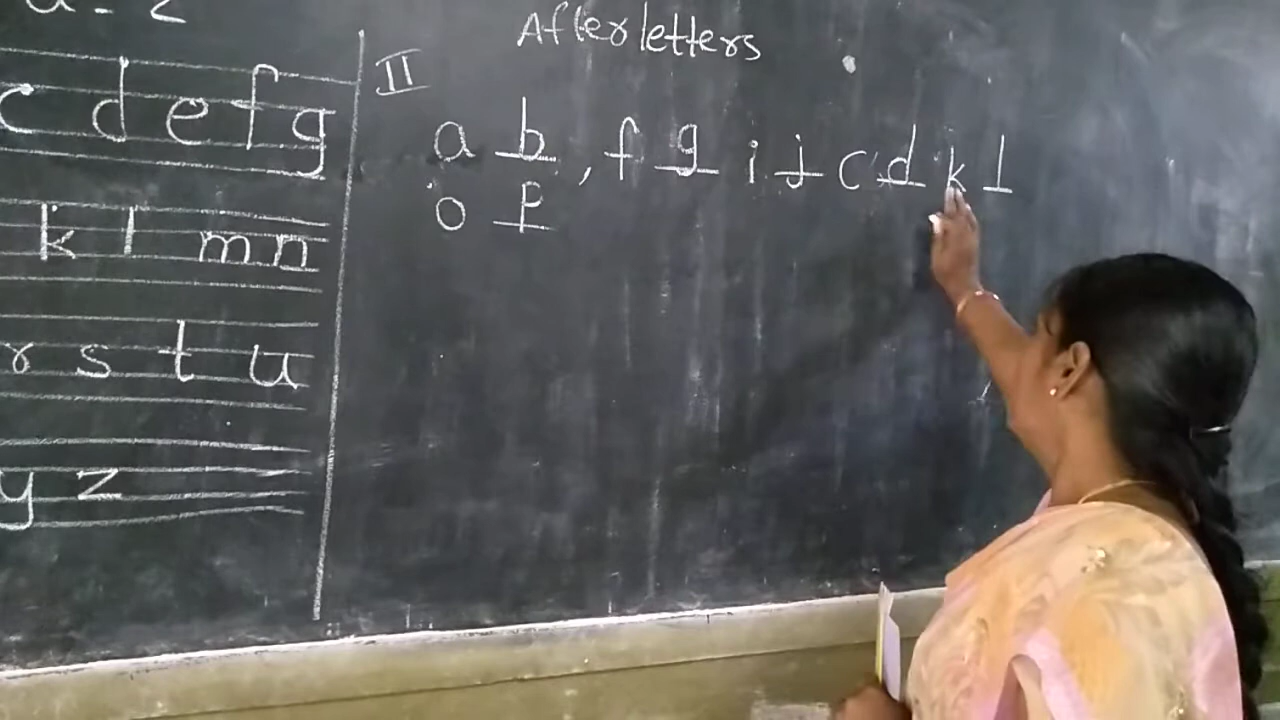 a - z
c d e f g
k l m n
r s t u
y z
After letters
II
a b , f g i j c d k l
o p